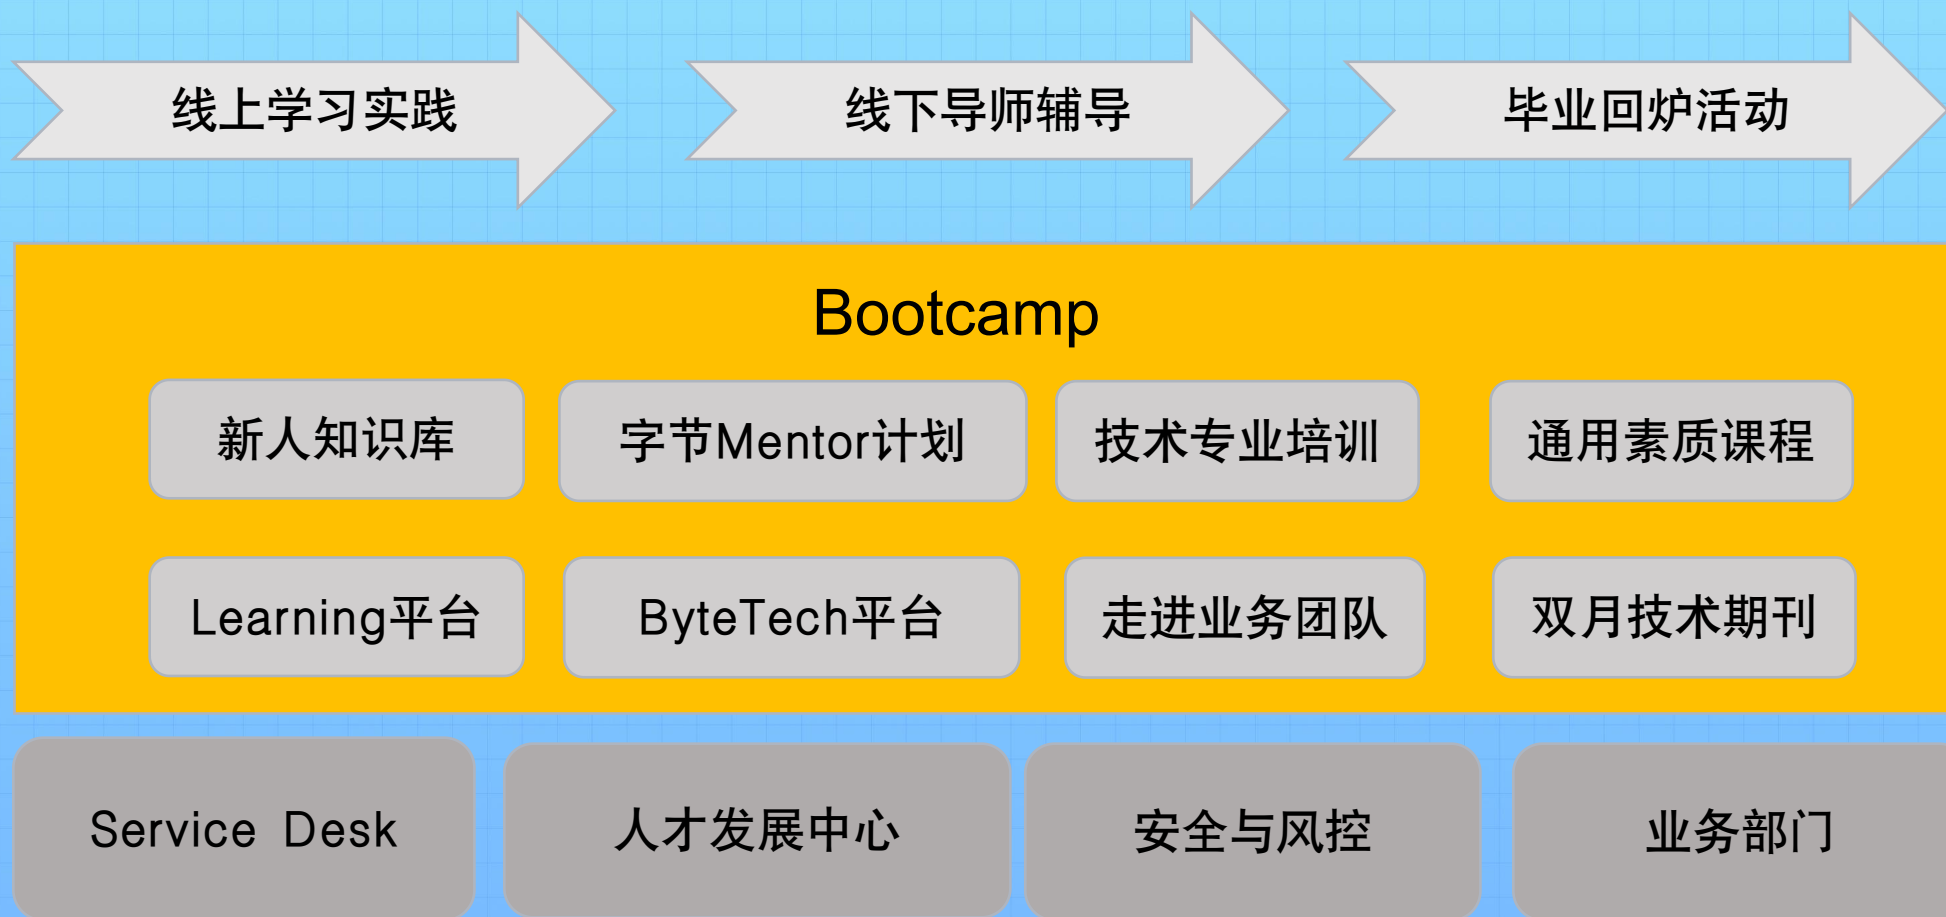 线上学习实践
线下导师辅导
毕业回炉活动
Bootcamp
新人知识库
字节Mentor计划
技术专业培训
通用素质课程
Learning平台
ByteTech平台
走进业务团队
双月技术期刊
Service Desk
人才发展中心
安全与风控
业务部门